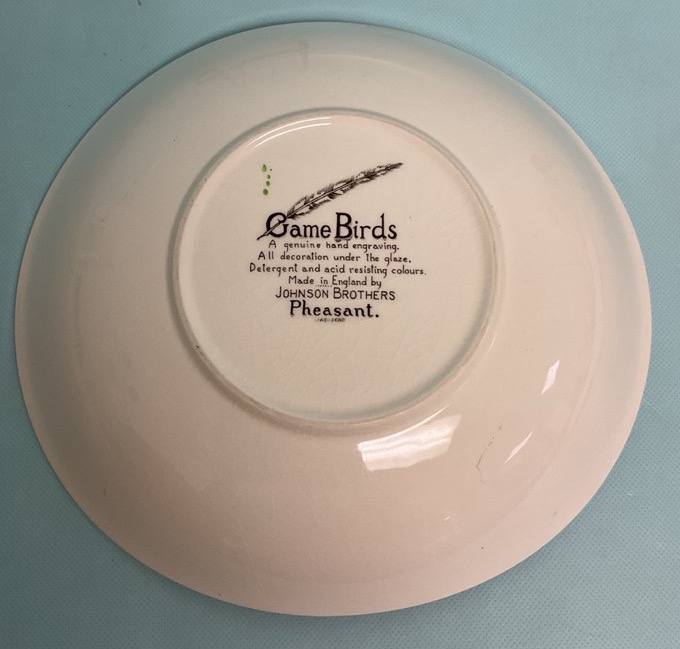 Game Birds
A genuine hand engraving.
All decoration under the glaze.
Detergent and acid resisting colours.
Made in England by
JOHNSON BROTHERS
Pheasant.